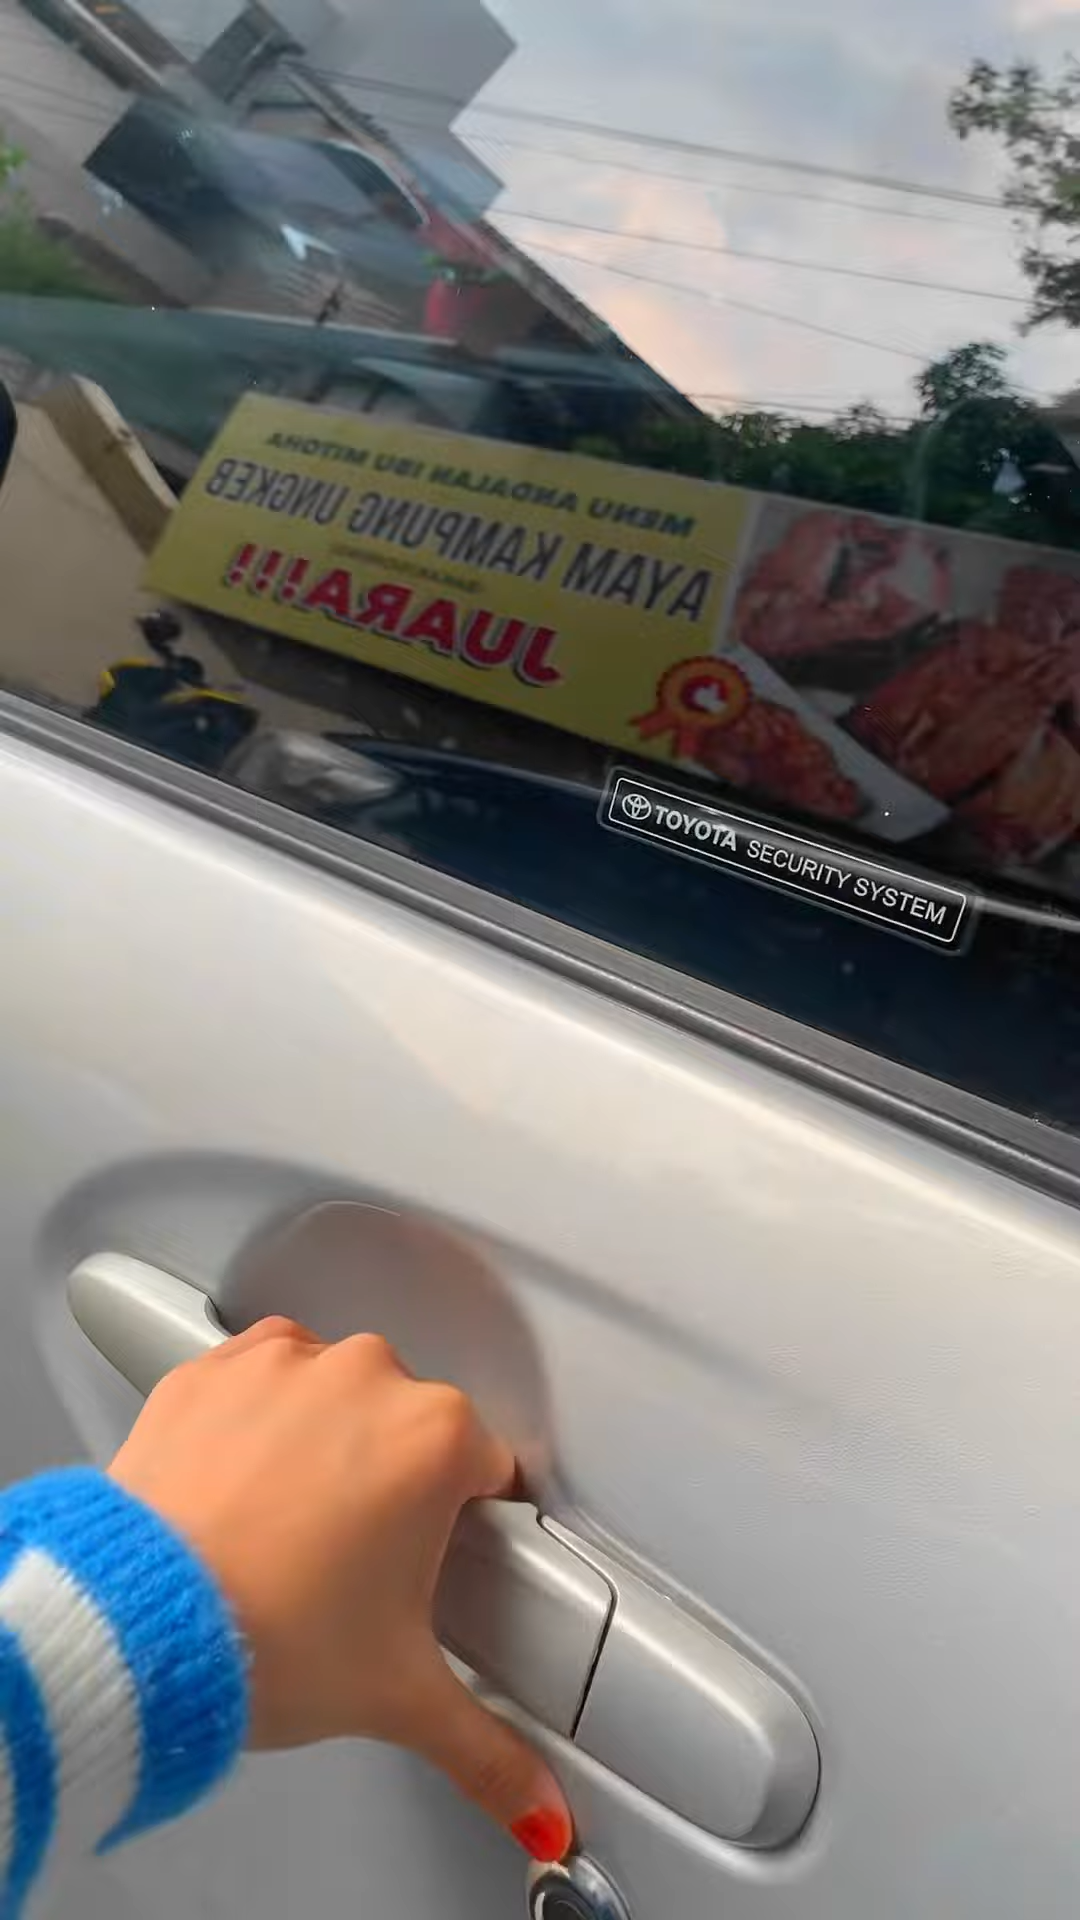 MENU ANDALAN IBU MITOHA
AYAM KAMPUNG UNGKEB
JUARA!!!
TOYOTA SECURITY SYSTEM